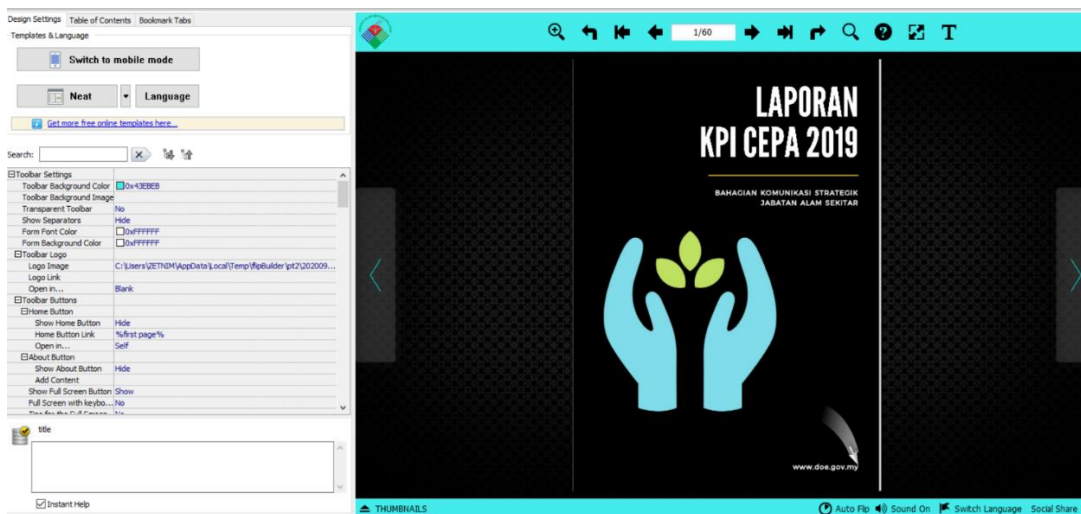 Design Settings
Table of Contents
Bookmark Tabs
Templates & Language
Switch to mobile mode
Neat
Language
Get more free online templates here...
Search:
Toolbar Settings
Toolbar Background Color 0x43EBEB
Toolbar Background Image
Transparent Toolbar No
Show Separators Hide
Form Font Color 0xFFFFFF
Form Background Color 0xFFFFFF
Toolbar Logo
Logo Image C:\Users\ZETNIM\AppData\Local\Temp\flipBuilder\pt2\202009...
Logo Link
Open in... Blank
Toolbar Buttons
Home Button
Show Home Button Hide
Home Button Link %first page%
Open in... Self
About Button
Show About Button Hide
Add Content
Show Full Screen Button Show
Full Screen with keybo... No
title
Instant Help
1/60
T
LAPORAN
KPI CEPA 2019
BAHAGIAN KOMUNIKASI STRATEGIK
JABATAN ALAM SEKITAR
www.doe.gov.my
THUMBNAILS
Auto Flip
Sound On
Switch Language
Social Share